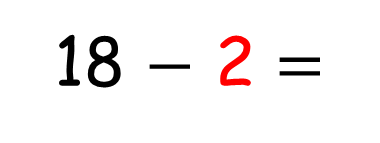 18 − 2 =